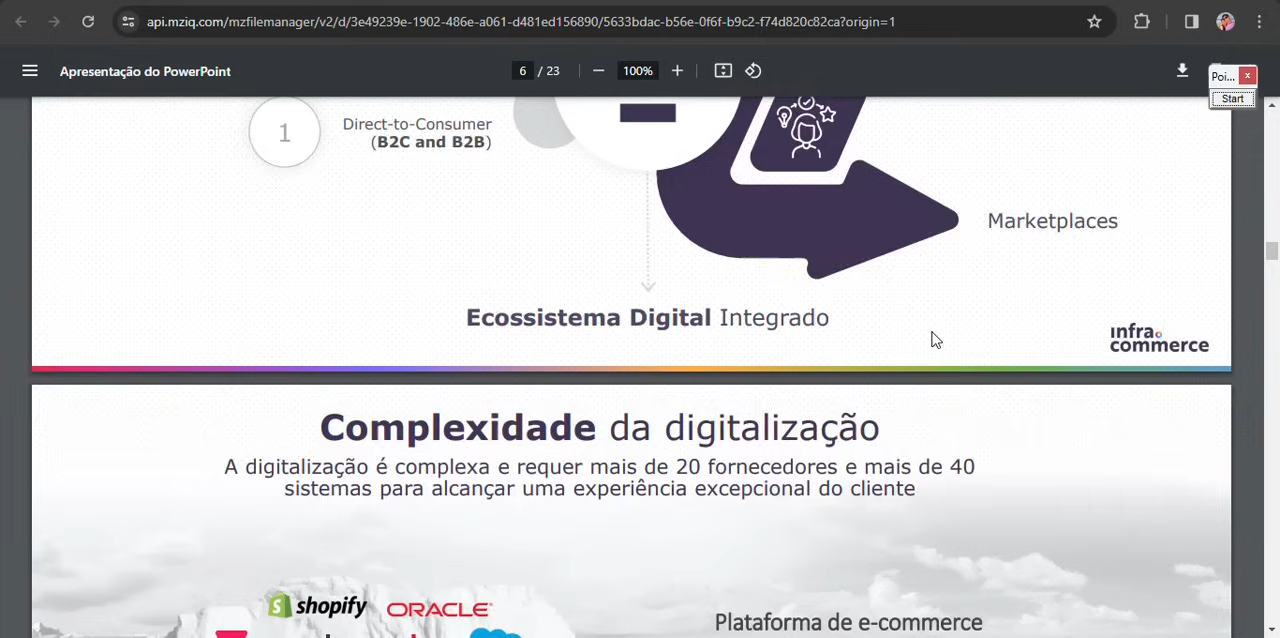 api.mziq.com/mzfilemanager/v2/d/3e49239e-1902-486e-a061-d481ed156890/5633bdac-b56e-0f6f-b9c2-f74d820c82ca?origin=1
Apresentação do PowerPoint
6 / 23
100%
Poi...
Start
1
Direct-to-Consumer
(B2C and B2B)
Marketplaces
Ecossistema Digital Integrado
infra.
commerce
Complexidade da digitalização
A digitalização é complexa e requer mais de 20 fornecedores e mais de 40
sistemas para alcançar uma experiência excepcional do cliente
shopify
ORACLE
Plataforma de e-commerce